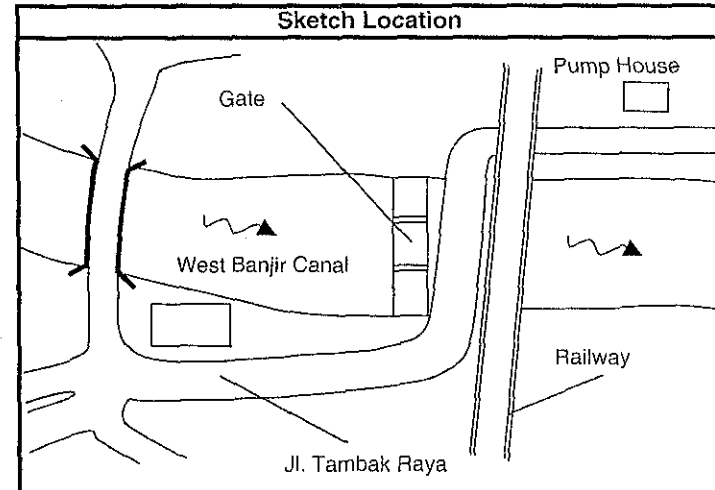 Sketch Location
Pump House
Gate
West Banjir Canal
Railway
Jl. Tambak Raya